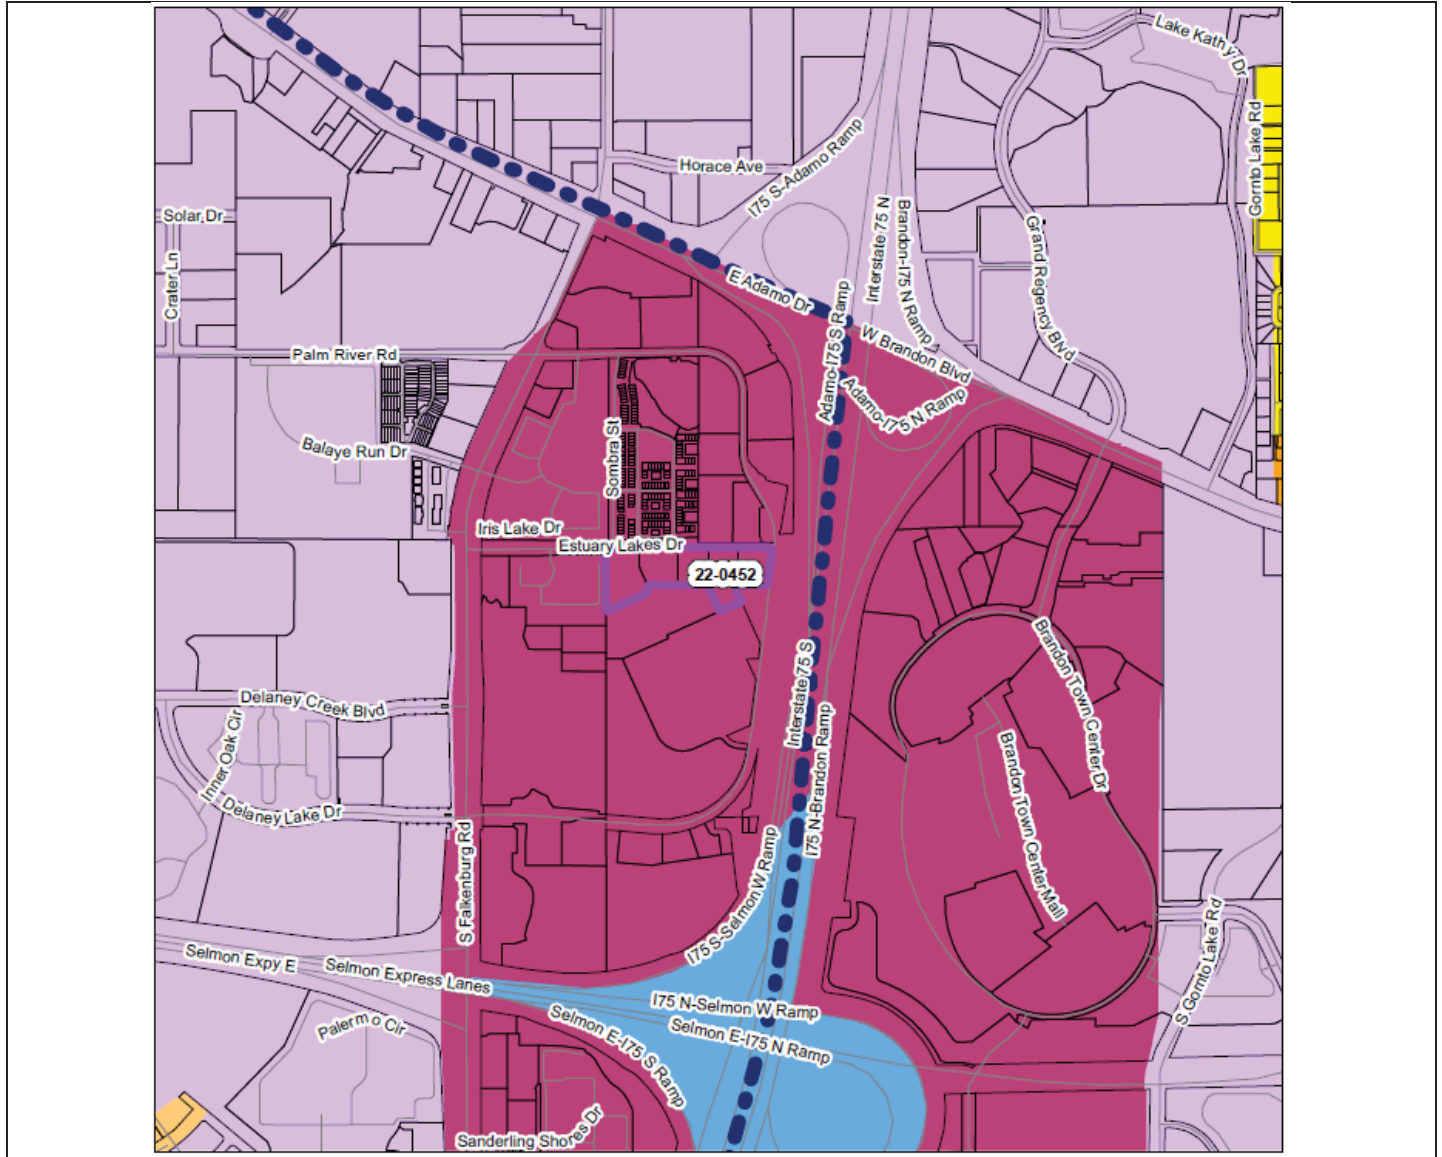 Lake Kathy Dr
Gornto Lake Rd
Horace Ave
I75 S-Adamo Ramp
Interstate 75 N
Brandon-I75 N Ramp
Grand Regency Blvd
Solar Dr
Crater Ln
E Adamo Dr
Adamo-I75 S Ramp
W Brandon Blvd
Adamo-I75 N Ramp
Palm River Rd
Balaye Run Dr
Sombra St
Iris Lake Dr
Estuary Lakes Dr
22-0452
Interstate 75 S
I75 N-Brandon Ramp
Brandon Town Center Dr
Brandon Town Center Mall
Delaney Creek Blvd
Inner Oak Cir
Delaney Lake Dr
S Falkenburg Rd
I75 S-Selmon W Ramp
S Gornto Lake Rd
Selmon Expy E
Selmon Express Lanes
I75 N-Selmon W Ramp
Selmon E-I75 N Ramp
Selmon E-I75 S Ramp
Palermo Cir
Sanderling Shores Dr